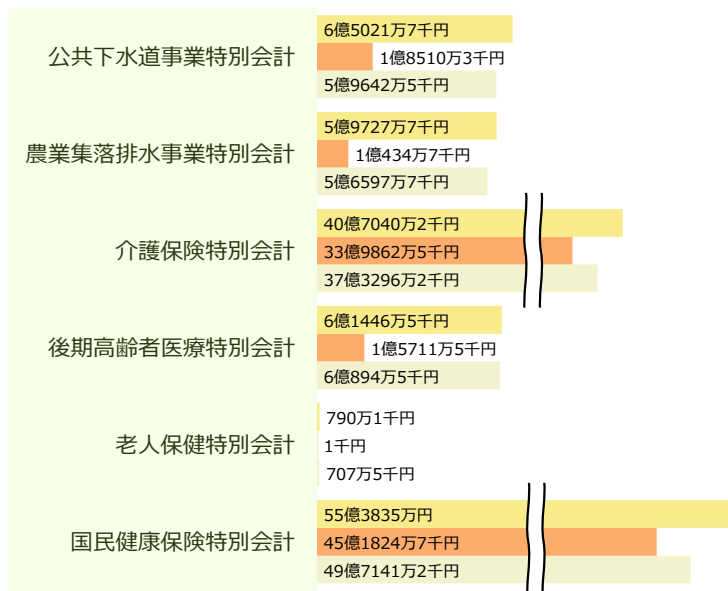 公共下水道事業特別会計
6億5021万7千円
1億8510万3千円
5億9642万5千円
農業集落排水事業特別会計
5億9727万7千円
1億434万7千円
5億6597万7千円
介護保険特別会計
40億7040万2千円
33億9862万5千円
37億3296万2千円
後期高齢者医療特別会計
6億1446万5千円
1億5711万5千円
6億894万5千円
老人保健特別会計
790万1千円
1千円
707万5千円
国民健康保険特別会計
55億3835万円
45億1824万7千円
49億7141万2千円